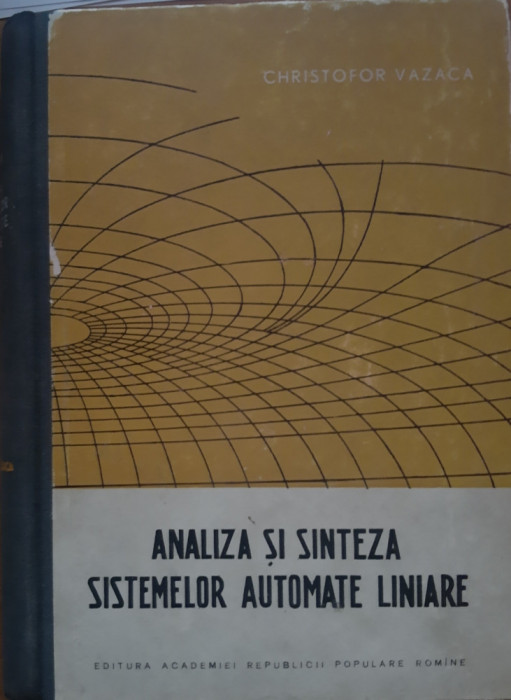 CHRISTOFOR VAZACA
ANALIZA ȘI SINTEZA
SISTEMELOR AUTOMATE LINIARE
EDITURA ACADEMIEI REPUBLICII POPULARE ROMÎNE